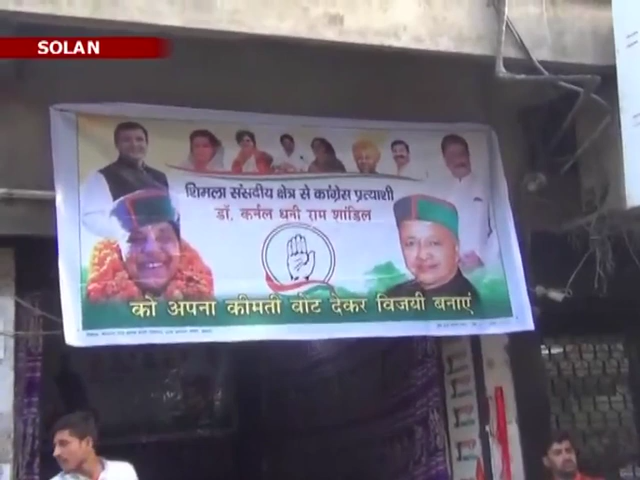 SOLAN
शिमला संसदीय क्षेत्र से कांग्रेस प्रत्याशी
डॉ. कर्नल धनी राम शांडिल
को अपना कीमती वोट देकर विजयी बनाएं